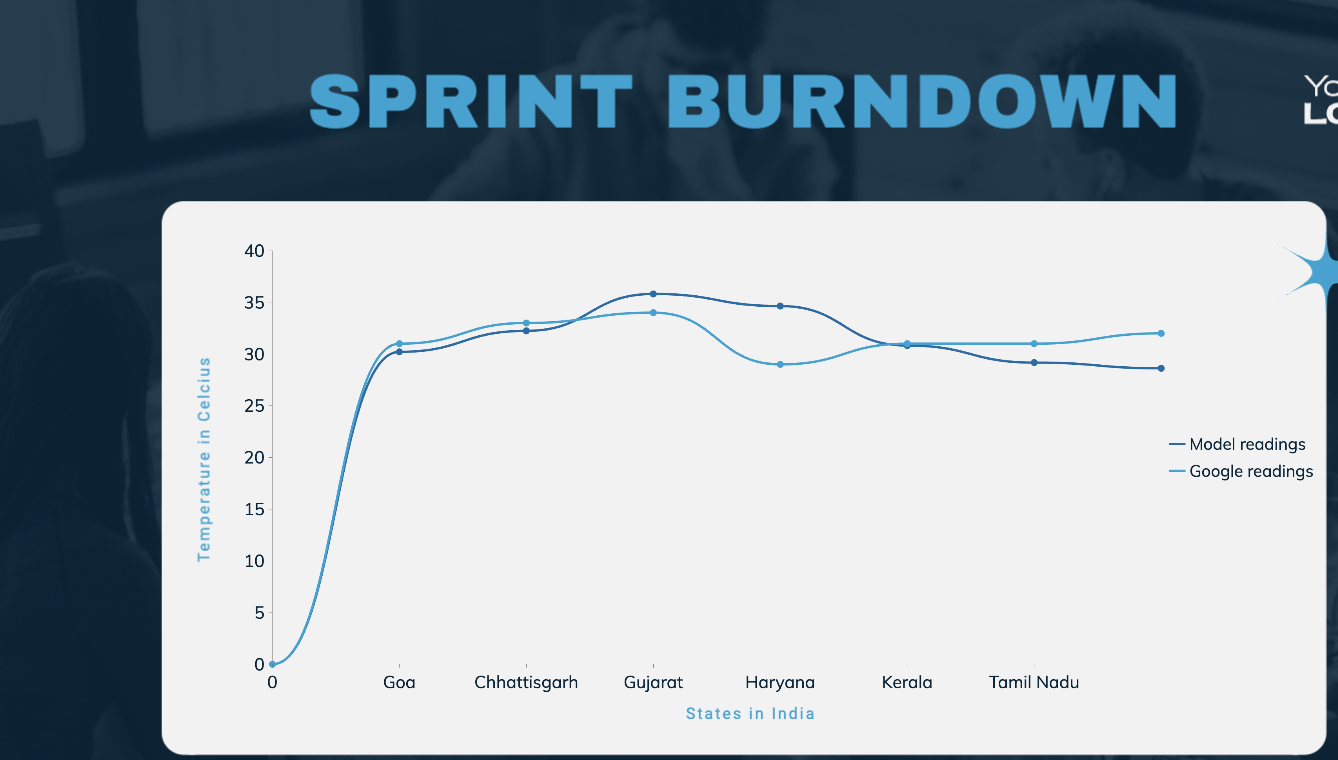 SPRINT BURNDOWN
40
35
30
25
20
15
10
5
0
Temperature in Celcius
0 Goa Chhattisgarh Gujarat Haryana Kerala Tamil Nadu
States in India
Model readings
Google readings